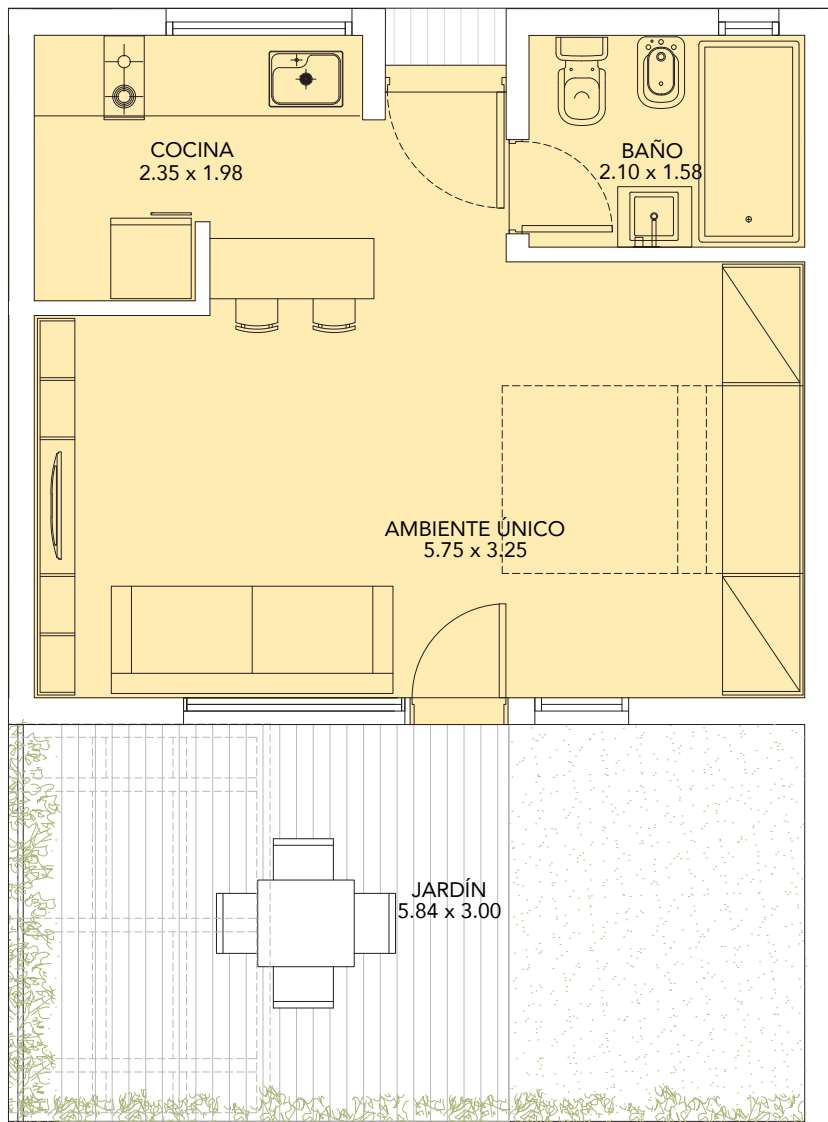 COCINA
2.35 x 1.98
BAÑO
2.10 x 1.58
AMBIENTE ÚNICO
5.75 x 3.25
JARDÍN
5.84 x 3.00